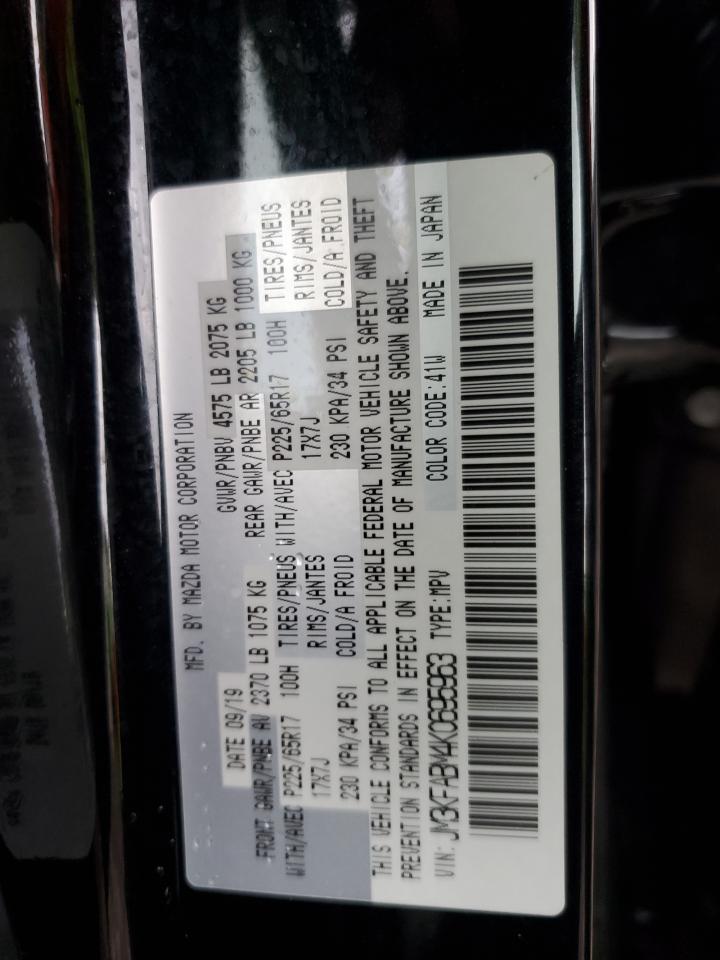 MFD. BY MAZDA MOTOR CORPORATION
DATE 09/19 GVWR/PNBV 4575 LB 2075 KG
FRONT GAWR/PNBE AV 2370 LB 1075 KG REAR GAWR/PNBE AR 2205 LB 1000 KG
WITH/AVEC P225/65R17 100H TIRES/PNEUS WITH/AVEC P225/65R17 100H TIRES/PNEUS
17X7J RIMS/JANTES 17X7J RIMS/JANTES
230 KPA/34 PSI COLD/A FROID 230 KPA/34 PSI COLD/A FROID
THIS VEHICLE CONFORMS TO ALL APPLICABLE FEDERAL MOTOR VEHICLE SAFETY AND THEFT
PREVENTION STANDARDS IN EFFECT ON THE DATE OF MANUFACTURE SHOWN ABOVE.
VIN: JM3KFABM4K0695963 TYPE:MPV COLOR CODE:41W MADE IN JAPAN